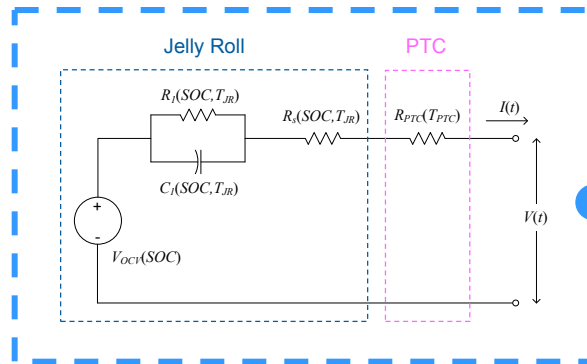 Jelly Roll
PTC
R1(SOC,TJR)
Rs(SOC,TJR)
RPTC(TPTC)
I(t)
C1(SOC,TJR)
+
-
VOCV(SOC)
V(t)